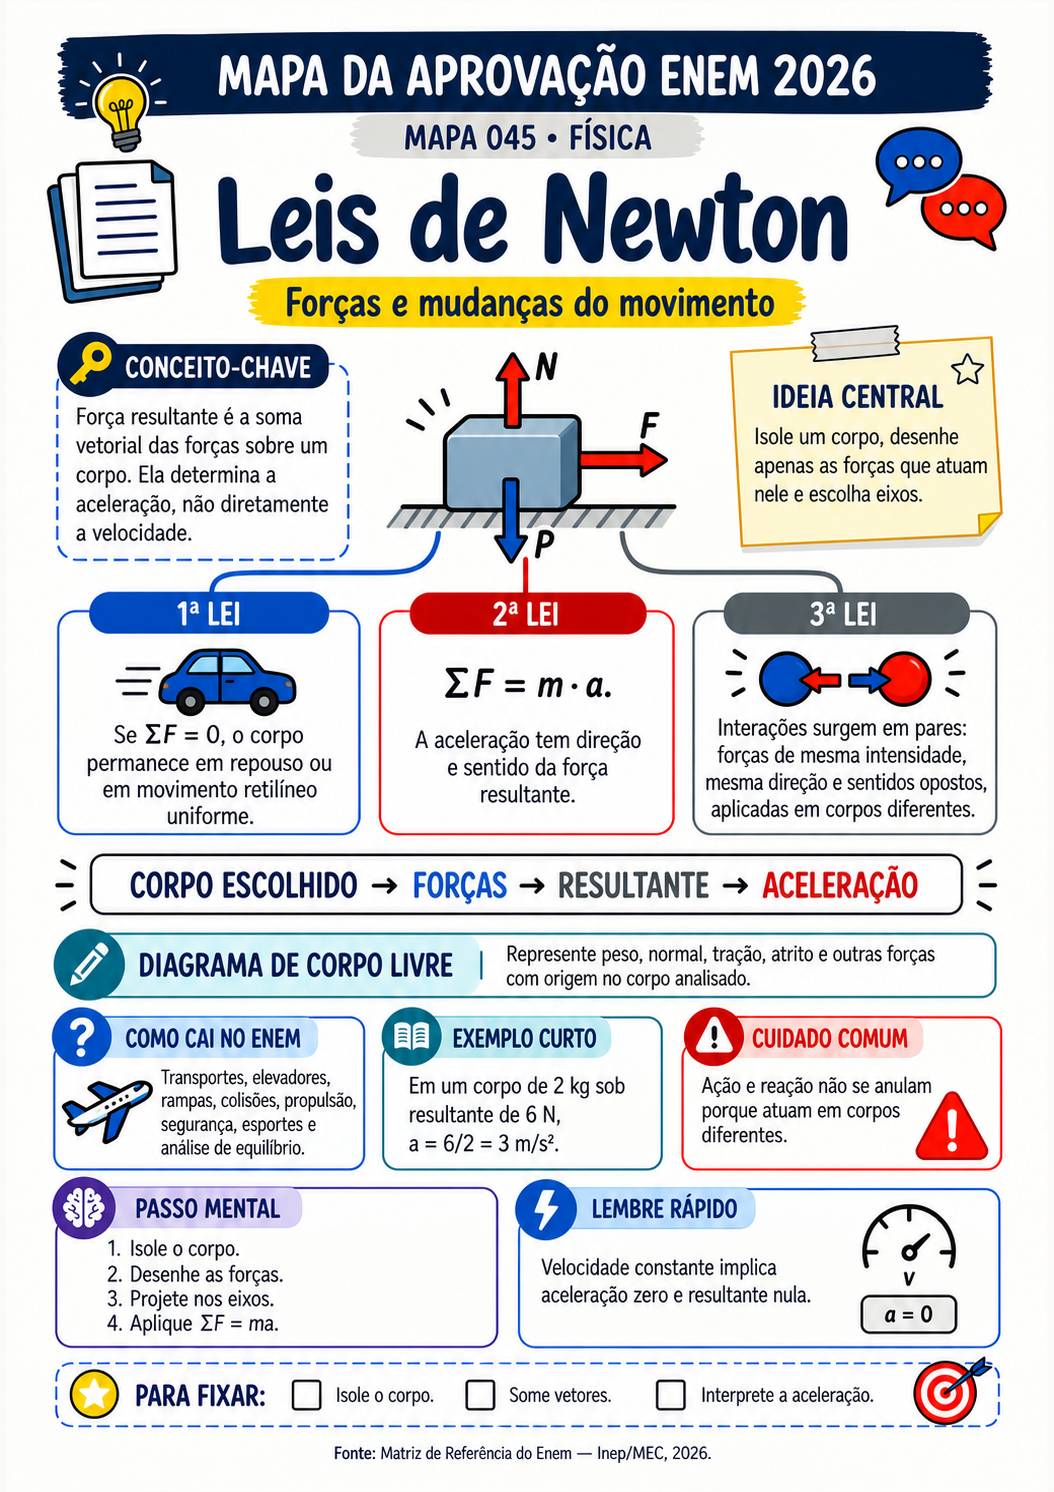 MAPA DA APROVAÇÃO ENEM 2026
MAPA 045 • FÍSICA
Leis de Newton
Forças e mudanças do movimento
CONCEITO-CHAVE
Força resultante é a soma
vetorial das forças sobre um
corpo. Ela determina a
aceleração, não diretamente
a velocidade.
N
F
P
IDEIA CENTRAL
Isole um corpo, desenhe
apenas as forças que atuam
nele e escolha eixos.
1ª LEI
Se ΣF = 0, o corpo
permanece em repouso ou
em movimento retilíneo
uniforme.
2ª LEI
ΣF = m · a.
A aceleração tem direção
e sentido da força
resultante.
3ª LEI
Interações surgem em pares:
forças de mesma intensidade,
mesma direção e sentidos opostos,
aplicadas em corpos diferentes.
CORPO ESCOLHIDO → FORÇAS → RESULTANTE → ACELERAÇÃO
DIAGRAMA DE CORPO LIVRE
Represente peso, normal, tração, atrito e outras forças
com origem no corpo analisado.
COMO CAI NO ENEM
Transportes, elevadores,
rampas, colisões, propulsão,
segurança, esportes e
análise de equilíbrio.
EXEMPLO CURTO
Em um corpo de 2 kg sob
resultante de 6 N,
a = 6/2 = 3 m/s².
CUIDADO COMUM
Ação e reação não se anulam
porque atuam em corpos
diferentes.
PASSO MENTAL
1. Isole o corpo.
2. Desenhe as forças.
3. Projete nos eixos.
4. Aplique ΣF = ma.
LEMBRE RÁPIDO
Velocidade constante implica
aceleração zero e resultante nula.
v
a = 0
PARA FIXAR:
Isole o corpo.
Some vetores.
Interprete a aceleração.
Fonte: Matriz de Referência do Enem — Inep/MEC, 2026.